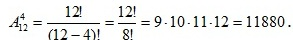 A_{12}^{4} = \frac{12!}{(12-4)!} = \frac{12!}{8!} = 9 \cdot 10 \cdot 11 \cdot 12 = 11880.